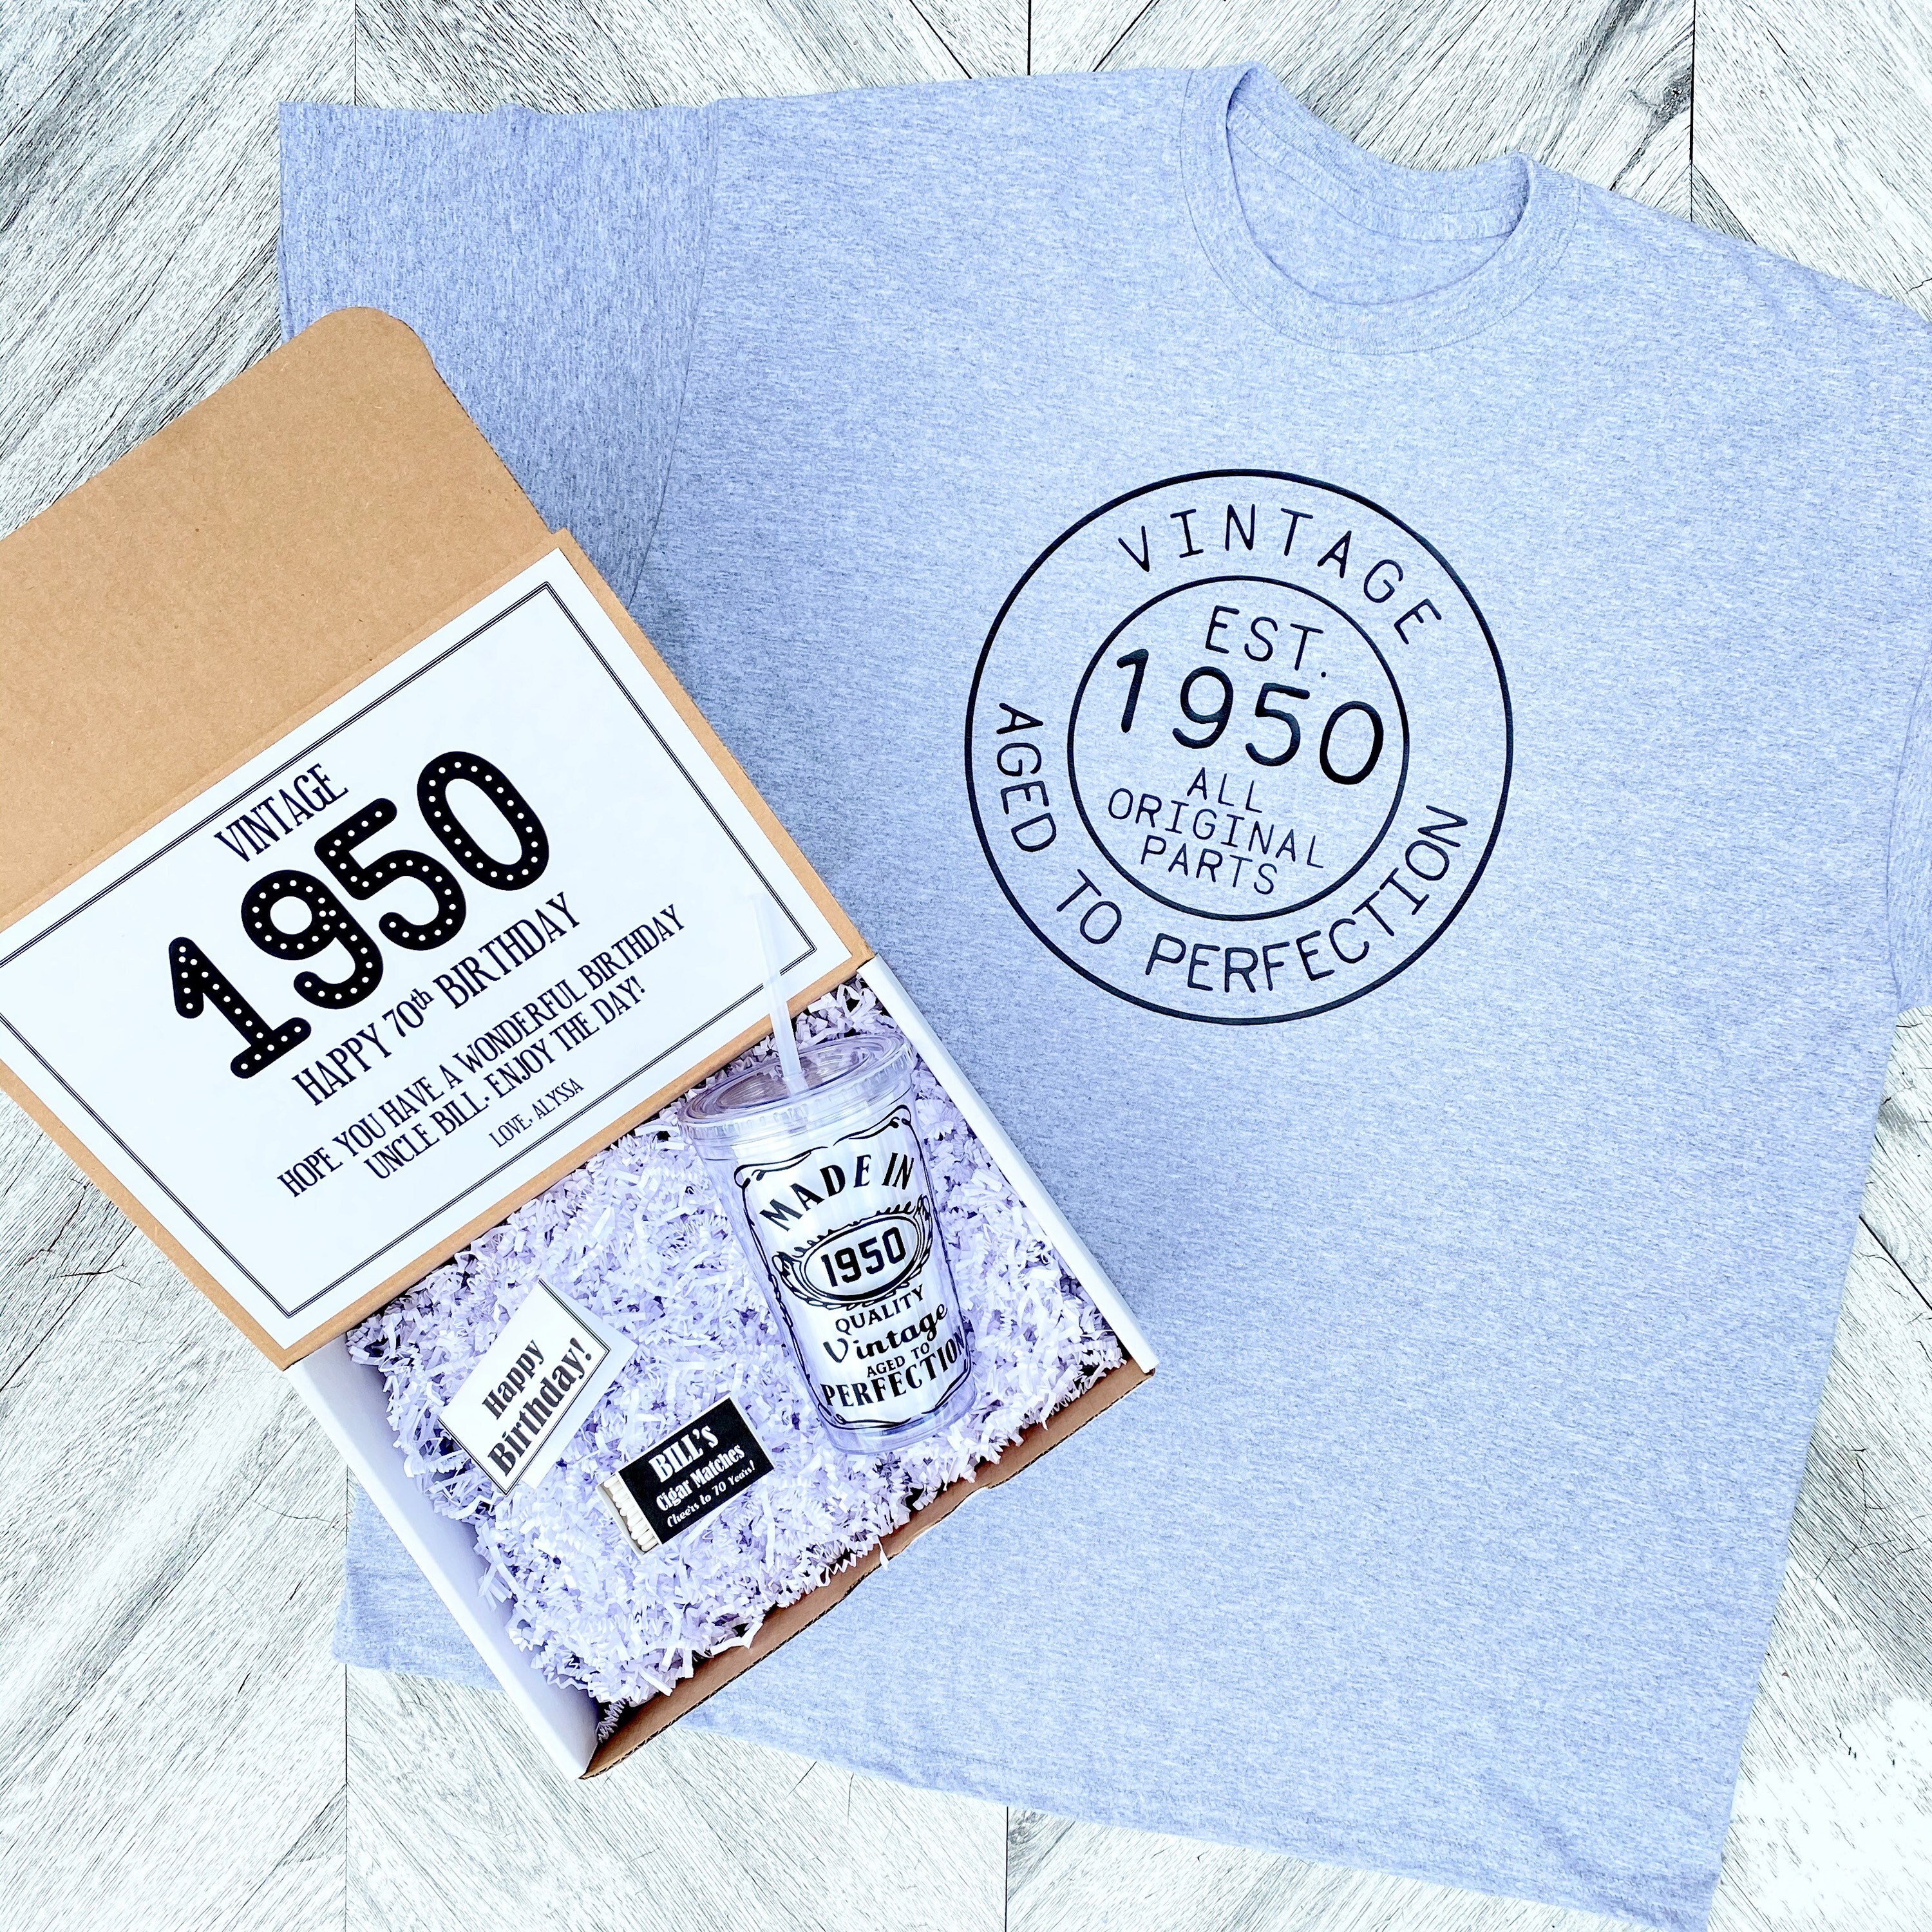 VINTAGE
EST.
1950
ALL
ORIGINAL
PARTS
AGED TO PERFECTION
VINTAGE
1950
HAPPY 70th BIRTHDAY
HOPE YOU HAVE A WONDERFUL BIRTHDAY
UNCLE BILL. ENJOY THE DAY!
LOVE, ALYSSA
MADE IN
1950
QUALITY
Vintage
AGED TO
PERFECTION
Happy
Birthday!
BILL's
Cigar Matches
Cheers to 70 Years!